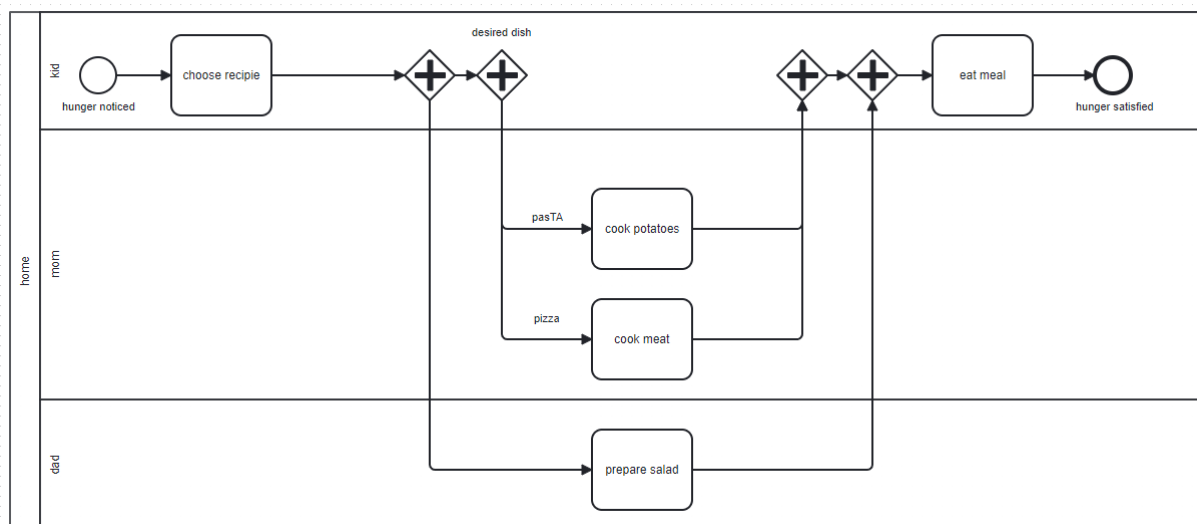 home
kid
hunger noticed
choose recipie
desired dish
eat meal
hunger satisfied
mom
pasTA
cook potatoes
pizza
cook meat
dad
prepare salad